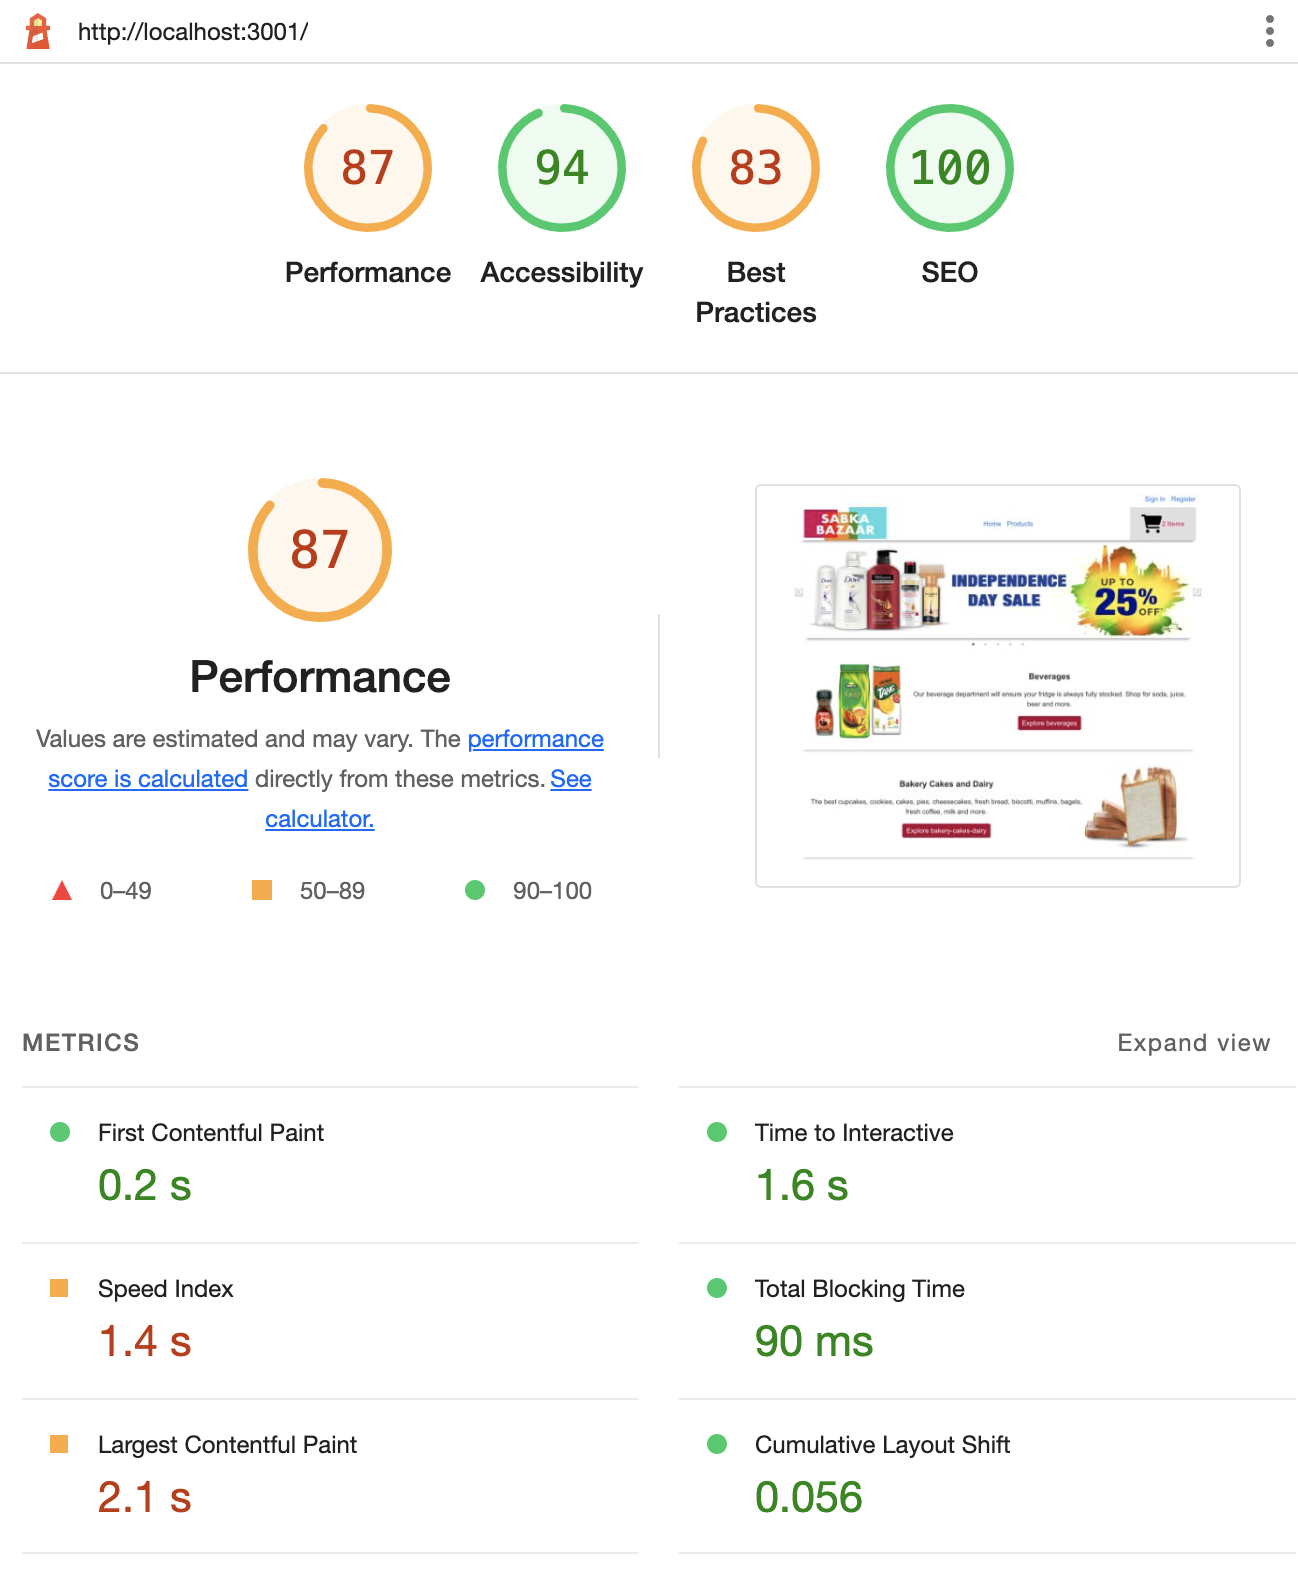 http://localhost:3001/
87
94
83
100
Performance
Accessibility
Best
Practices
SEO
87
Performance
Values are estimated and may vary. The performance
score is calculated directly from these metrics. See
calculator.
0–49
50–89
90–100
Sign In Register
SABKA
BAZAAR
Home Products
2 Items
Dove
INDEPENDENCE
DAY SALE
UP TO
25%
OFF
Beverages
Our beverage department will ensure your fridge is always fully stocked. Shop for soda, juice,
beer and more.
Explore beverages
TANG
Bakery Cakes and Dairy
The best cupcakes, cookies, cakes, pies, cheesecakes, fresh bread, biscotti, muffins, bagels,
fresh coffee, milk and more.
Explore bakery-cakes-dairy
METRICS
Expand view
First Contentful Paint
0.2 s
Time to Interactive
1.6 s
Speed Index
1.4 s
Total Blocking Time
90 ms
Largest Contentful Paint
2.1 s
Cumulative Layout Shift
0.056